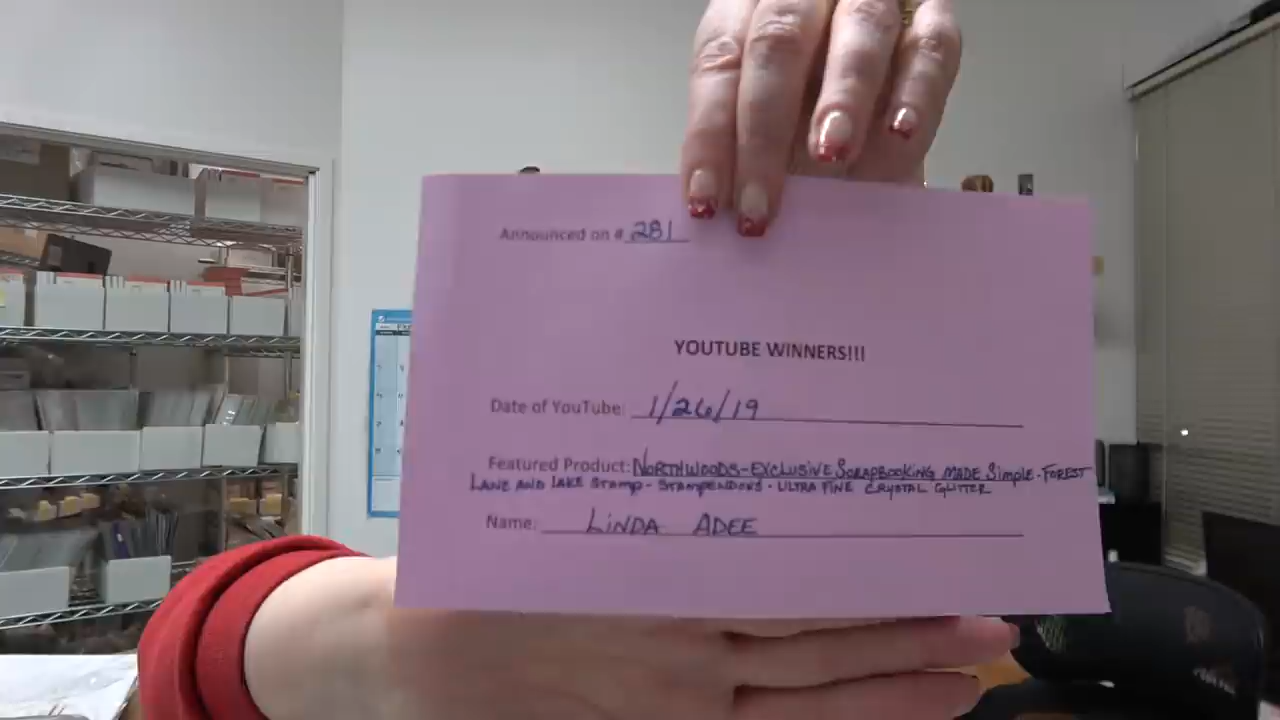 Announced on # 281
YOUTUBE WINNERS!!!
Date of YouTube: 1/26/19
Featured Product: NORTHWOODS-EXCLUSIVE SCRAPBOOKING MADE SIMPLE-FOREST
LANE AND LAKE STAMP-STAMPENDOUS-ULTRA FINE CRYSTAL GLITTER
Name: LINDA ADEE